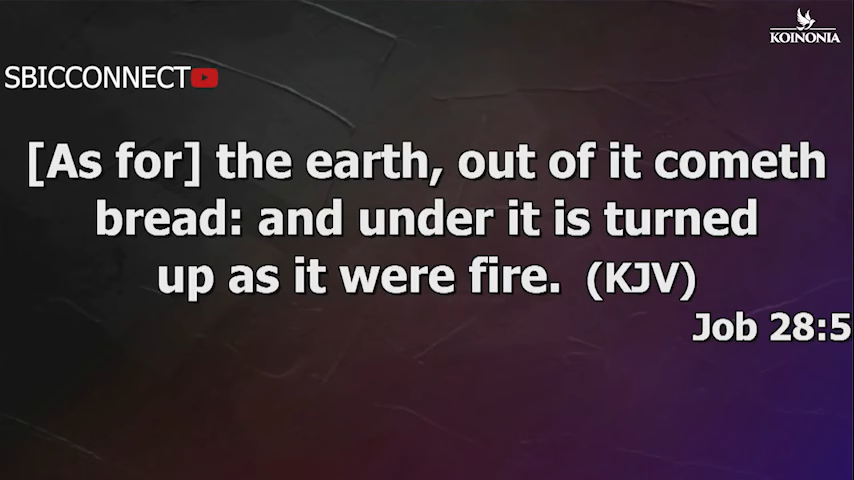 KOINONIA
SBICCONNECT
[As for] the earth, out of it cometh
bread: and under it is turned
up as it were fire. (KJV)
Job 28:5